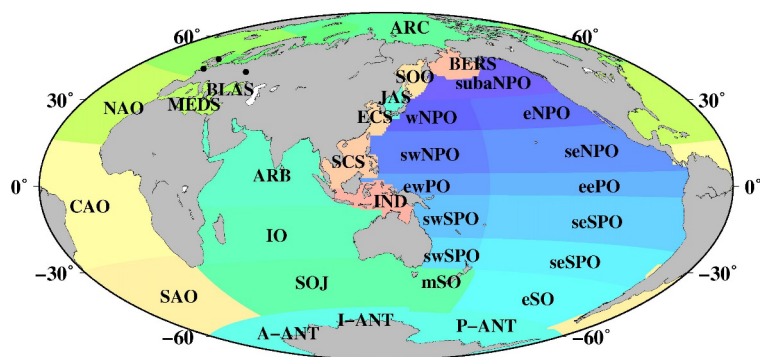 ARC
60°
60°
BERS
SOO
subaNPO
BLAS
JAS
30°
NAO
MEDS
ECS
wNPO
eNPO
30°
SCS
swNPO
seNPO
ARB
0°
ewPO
eePO
0°
CAO
IND
swSPO
seSPO
IO
swSPO
seSPO
−30°
SOJ
mSO
−30°
SAO
eSO
I−ANT
A−ANT
P−ANT
−60°
−60°